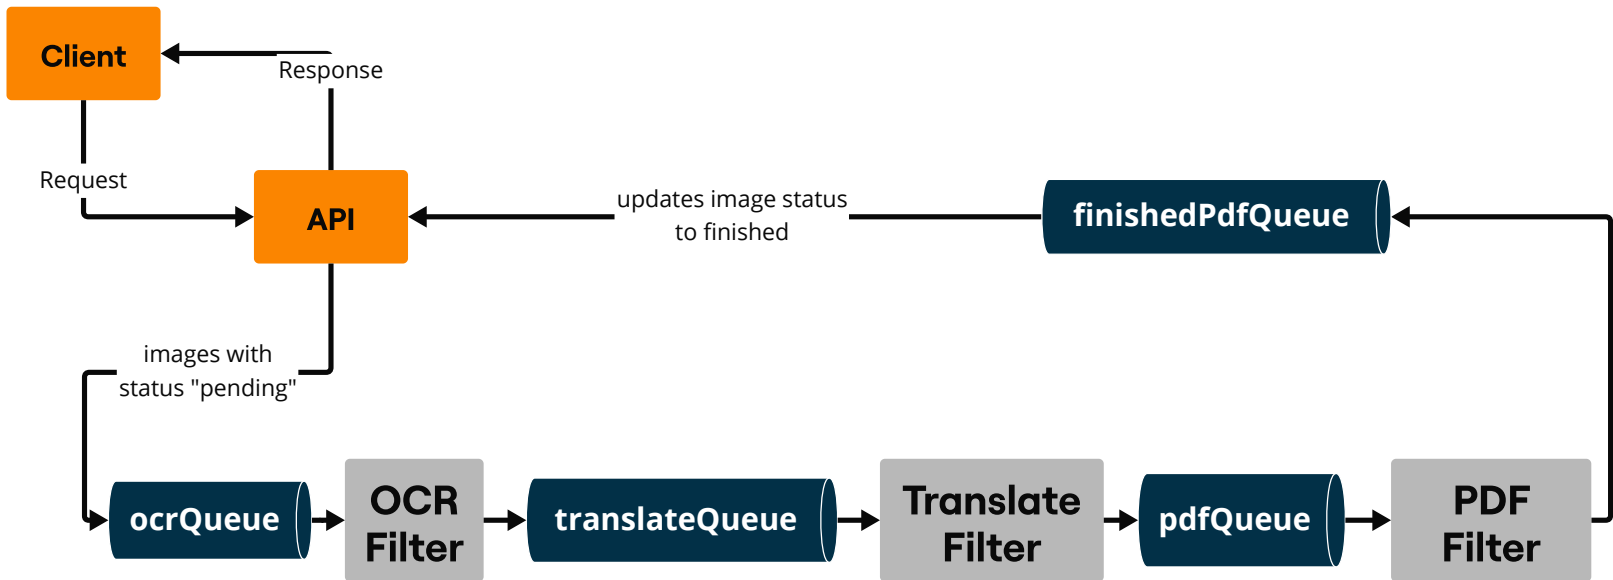 Client
Response
Request
API
updates image status
to finished
finishedPdfQueue
images with
status "pending"
ocrQueue
OCR
Filter
translateQueue
Translate
Filter
pdfQueue
PDF
Filter